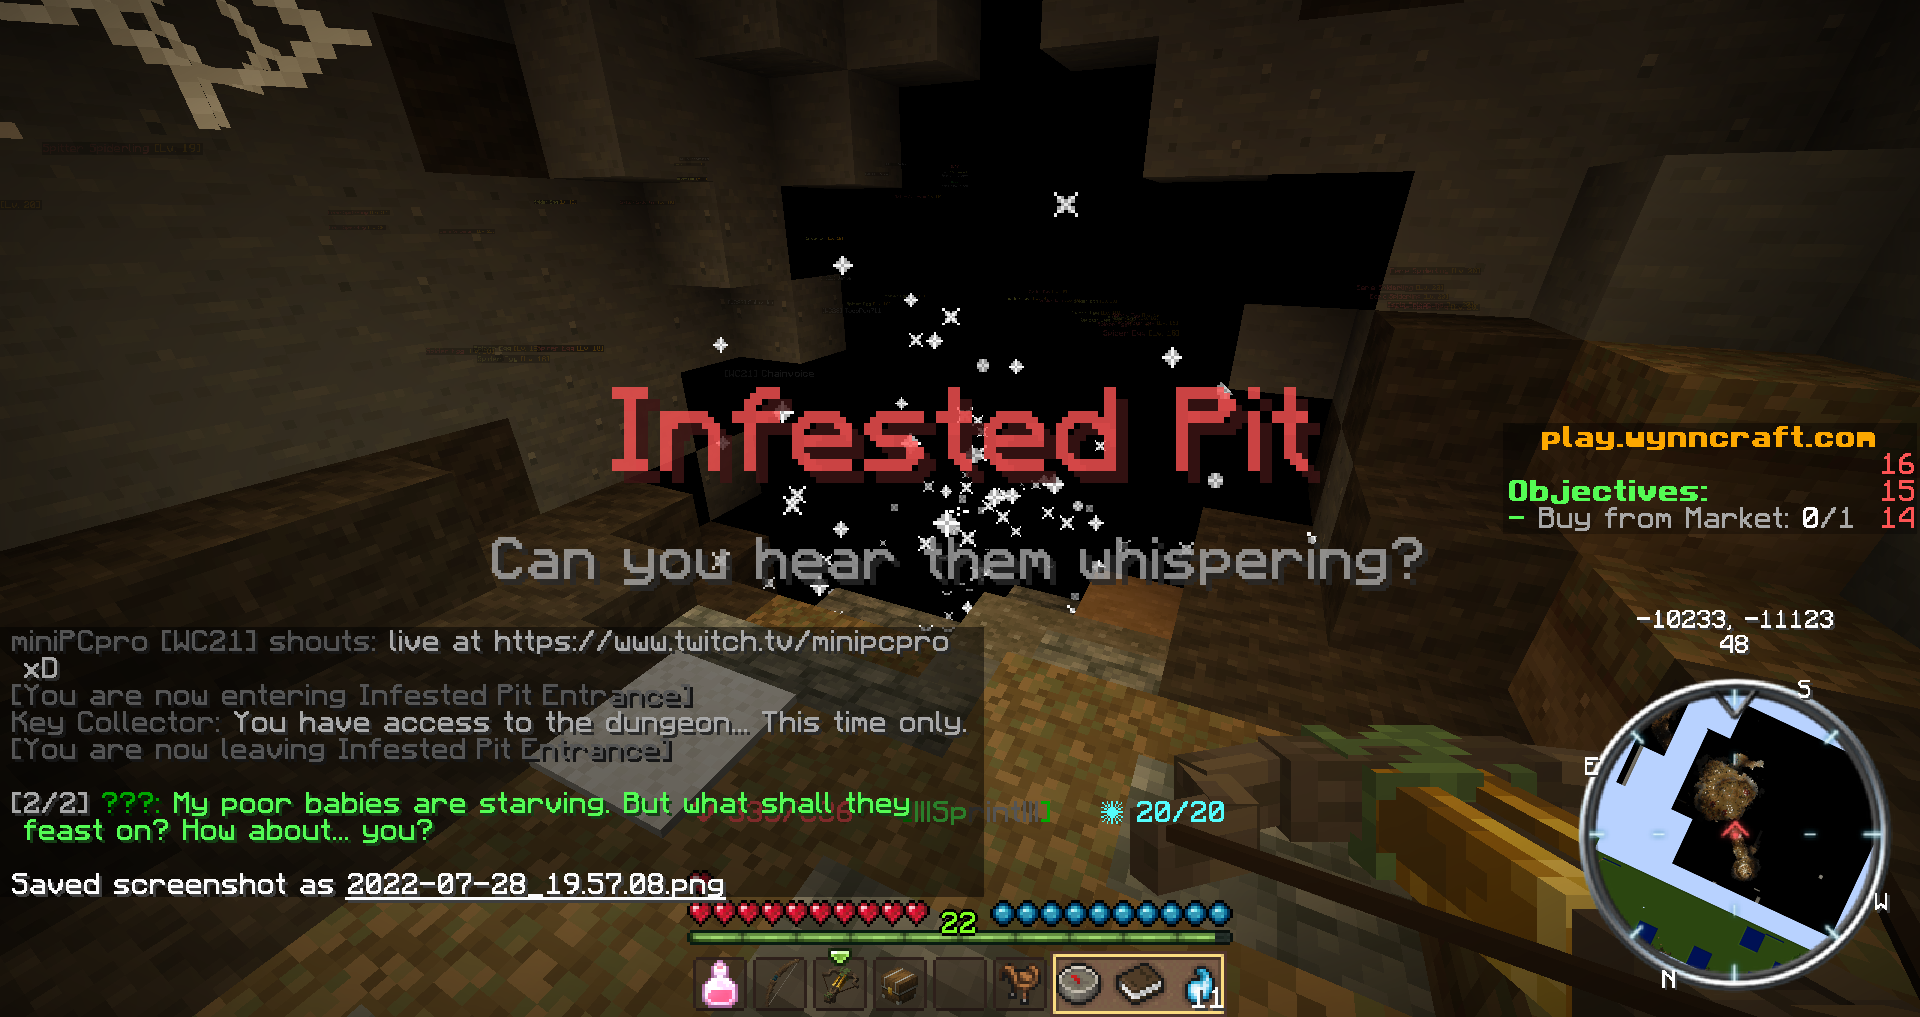 Infested Pit
Can you hear them whispering?
play.wynncraft.com
16
Objectives: 15
- Buy from Market: 0/1 14
-10233, -11123
48
S
E
W
N
miniPCpro [WC21] shouts: live at https://www.twitch.tv/minipcpro
xD
[You are now entering Infested Pit Entrance]
Key Collector: You have access to the dungeon... This time only.
[You are now leaving Infested Pit Entrance]
[2/2] ???: My poor babies are starving. But what shall they
feast on? How about... you?
20/20
Saved screenshot as 2022-07-28_19.57.08.png
22
11